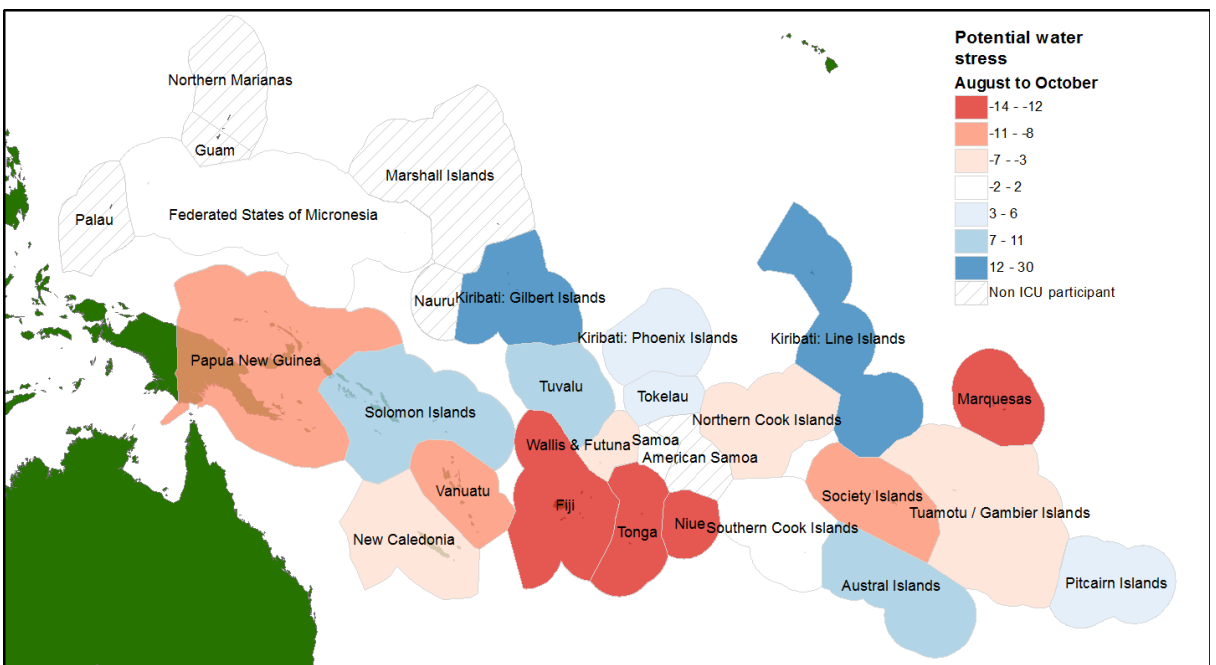 Potential water
stress
August to October
-14 - -12
-11 - -8
-7 - -3
-2 - 2
3 - 6
7 - 11
12 - 30
Non ICU participant
Northern Marianas
Guam
Marshall Islands
Palau
Federated States of Micronesia
Nauru
Kiribati: Gilbert Islands
Kiribati: Phoenix Islands
Kiribati: Line Islands
Papua New Guinea
Tuvalu
Tokelau
Marquesas
Solomon Islands
Northern Cook Islands
Wallis & Futuna
Samoa
American Samoa
Vanuatu
Society Islands
Fiji
Tuamotu / Gambier Islands
Tonga
Niue
Southern Cook Islands
New Caledonia
Austral Islands
Pitcairn Islands